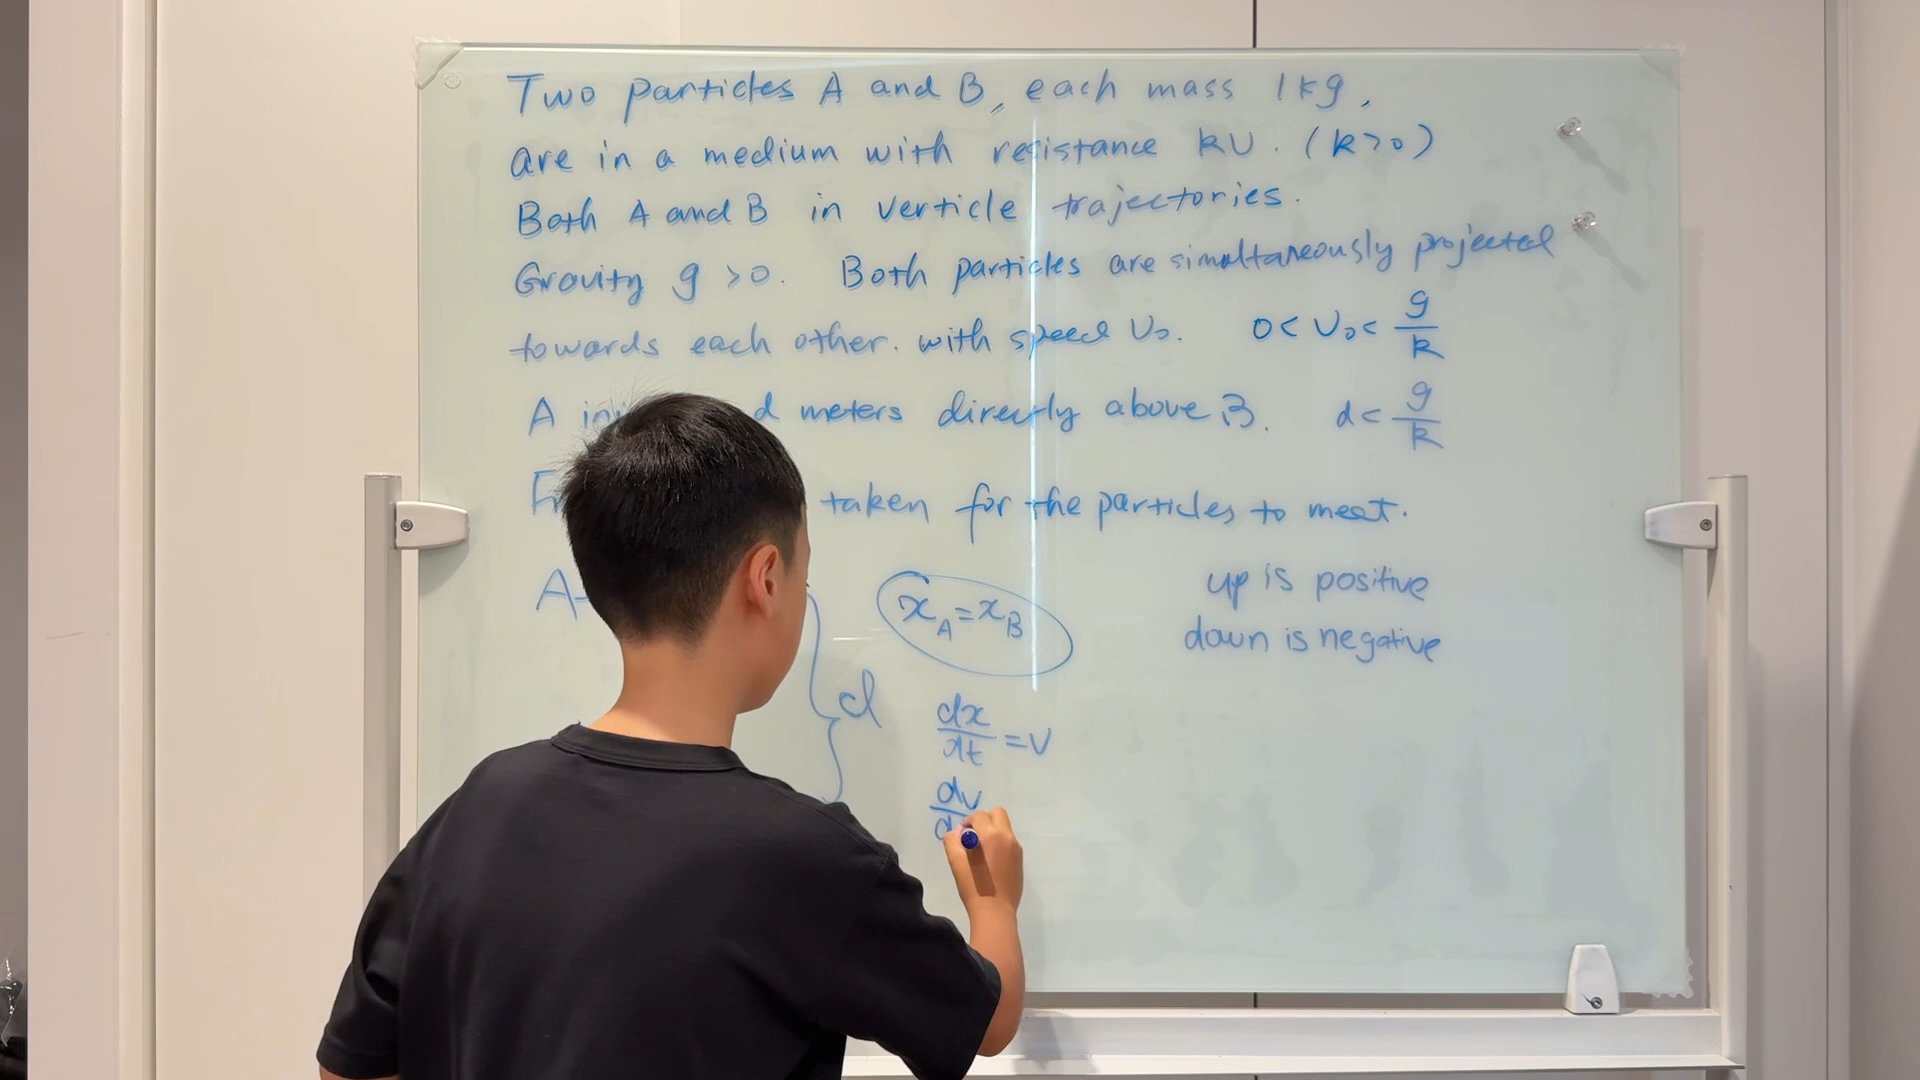 Two particles A and B, each mass 1kg,
are in a medium with resistance kv. (k>0)
Both A and B in verticle trajectories.
Gravity g >0. Both particles are simultaneously projected
towards each other. with speed v₀. 0< v₀< g/k
A d meters directly above B. d< g/k
taken for the particles to meet.
A
x_A=x_B
up is positive
down is negative
d
dx/dt =v
dv